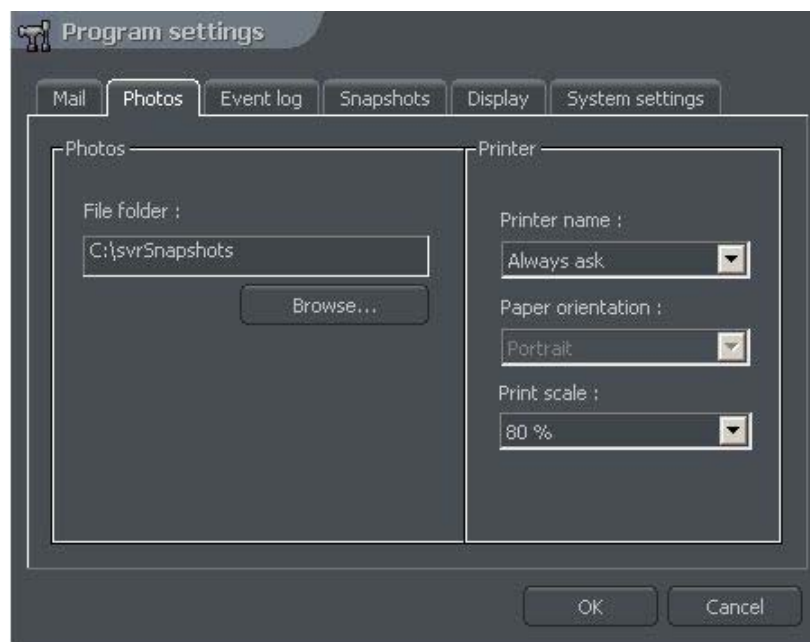 Program settings
Mail Photos Event log Snapshots Display System settings
Photos
File folder :
C:\svrSnapshots
Browse...
Printer
Printer name :
Always ask
Paper orientation :
Portrait
Print scale :
80 %
OK Cancel